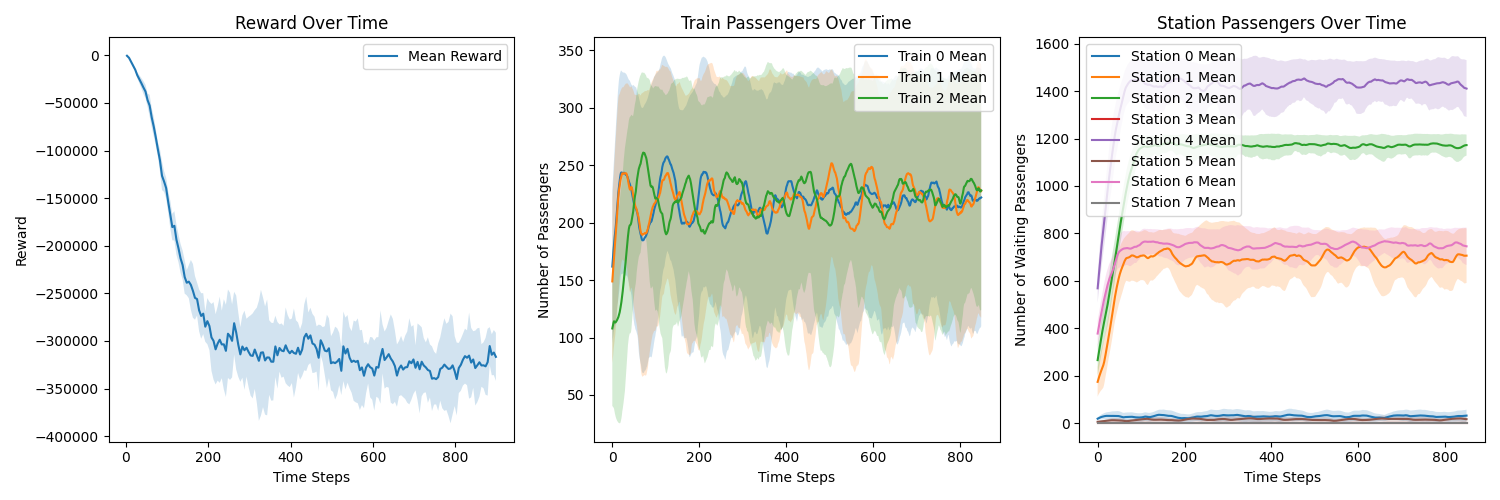 Reward Over Time
Mean Reward
0
−50000
−100000
−150000
−200000
−250000
−300000
−350000
−400000
Reward
0 200 400 600 800
Time Steps
Train Passengers Over Time
Train 0 Mean
Train 1 Mean
Train 2 Mean
350
300
250
200
150
100
50
Number of Passengers
0 200 400 600 800
Time Steps
Station Passengers Over Time
Station 0 Mean
Station 1 Mean
Station 2 Mean
Station 3 Mean
Station 4 Mean
Station 5 Mean
Station 6 Mean
Station 7 Mean
1600
1400
1200
1000
800
600
400
200
0
Number of Waiting Passengers
0 200 400 600 800
Time Steps